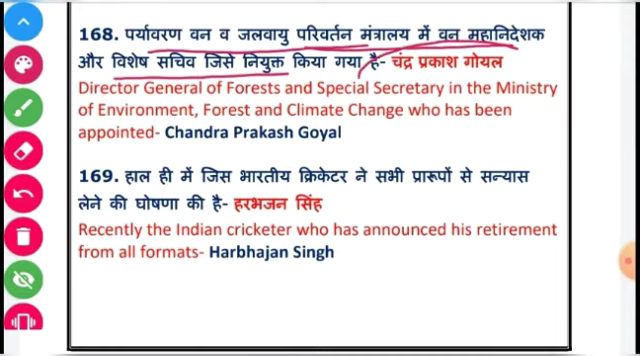 168. पर्यावरण वन व जलवायु परिवर्तन मंत्रालय में वन महानिदेशक
और विशेष सचिव जिसे नियुक्त किया गया है- चंद्र प्रकाश गोयल
Director General of Forests and Special Secretary in the Ministry
of Environment, Forest and Climate Change who has been
appointed- Chandra Prakash Goyal
169. हाल ही में जिस भारतीय क्रिकेटर ने सभी प्रारूपों से सन्यास
लेने की घोषणा की है- हरभजन सिंह
Recently the Indian cricketer who has announced his retirement
from all formats- Harbhajan Singh